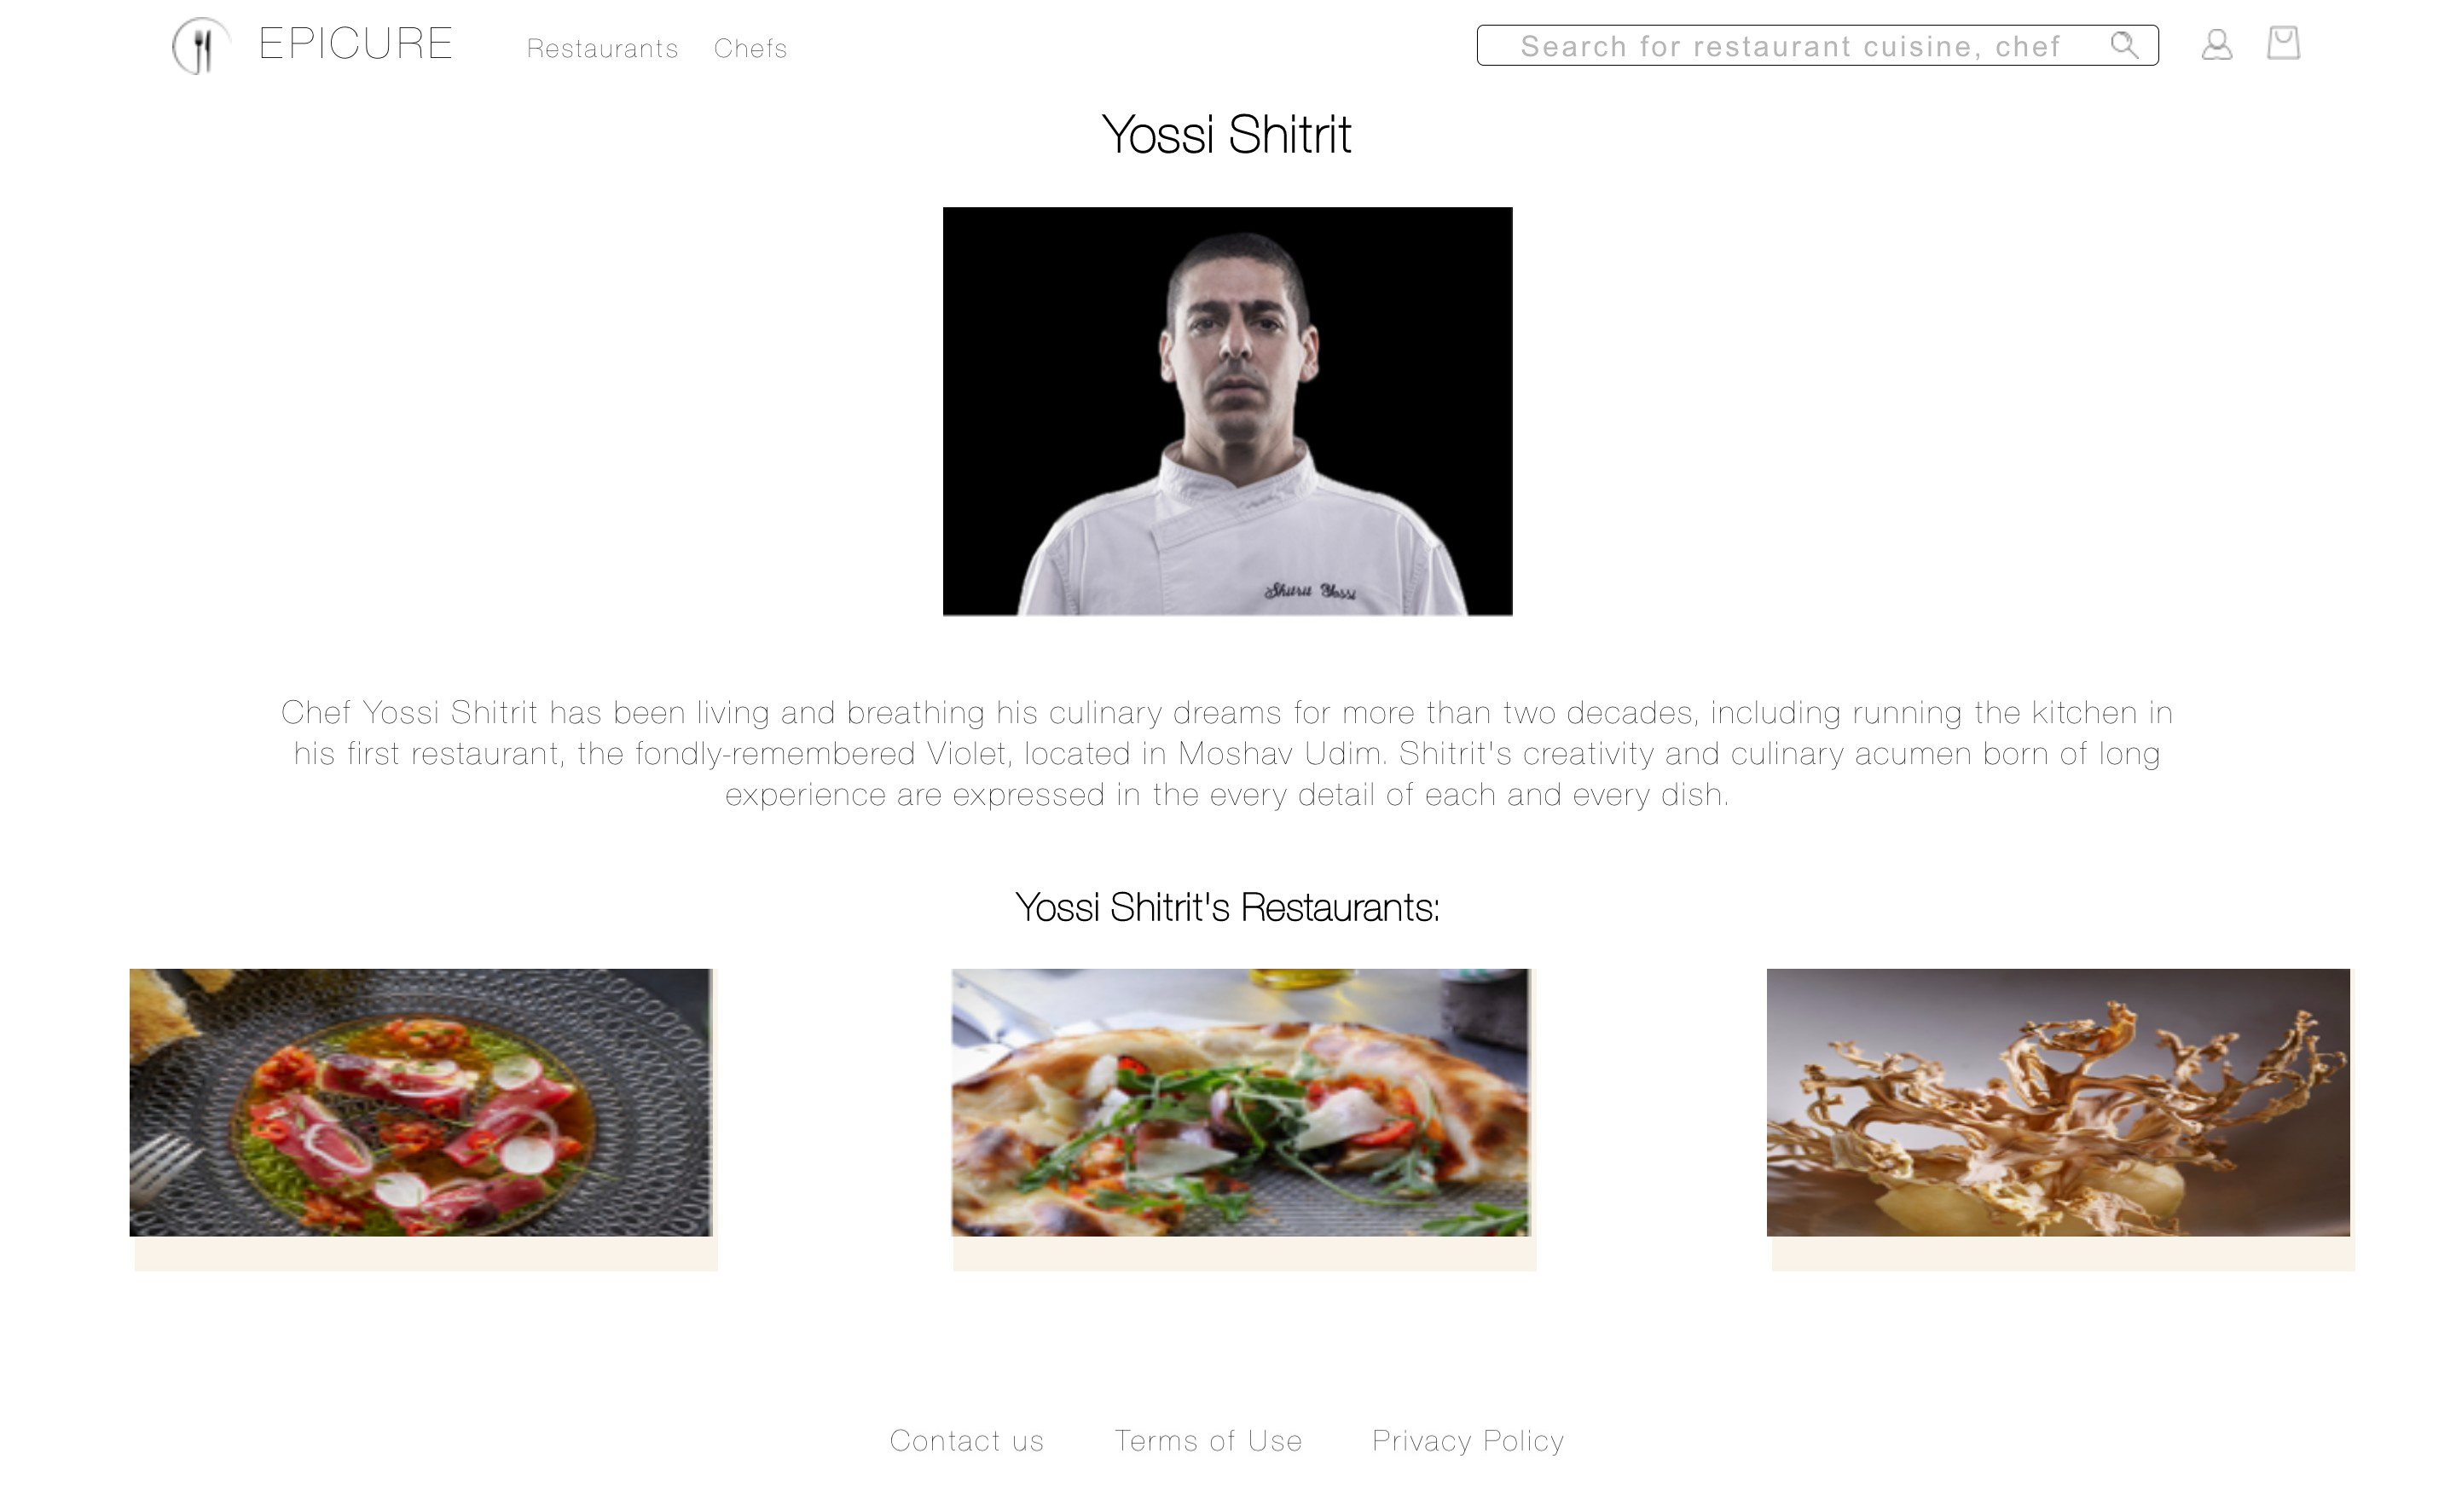 EPICURE
Restaurants Chefs
Search for restaurant cuisine, chef
Yossi Shitrit
Shitrit Yossi
Chef Yossi Shitrit has been living and breathing his culinary dreams for more than two decades, including running the kitchen in
his first restaurant, the fondly-remembered Violet, located in Moshav Udim. Shitrit's creativity and culinary acumen born of long
experience are expressed in the every detail of each and every dish.
Yossi Shitrit's Restaurants:
Contact us Terms of Use Privacy Policy